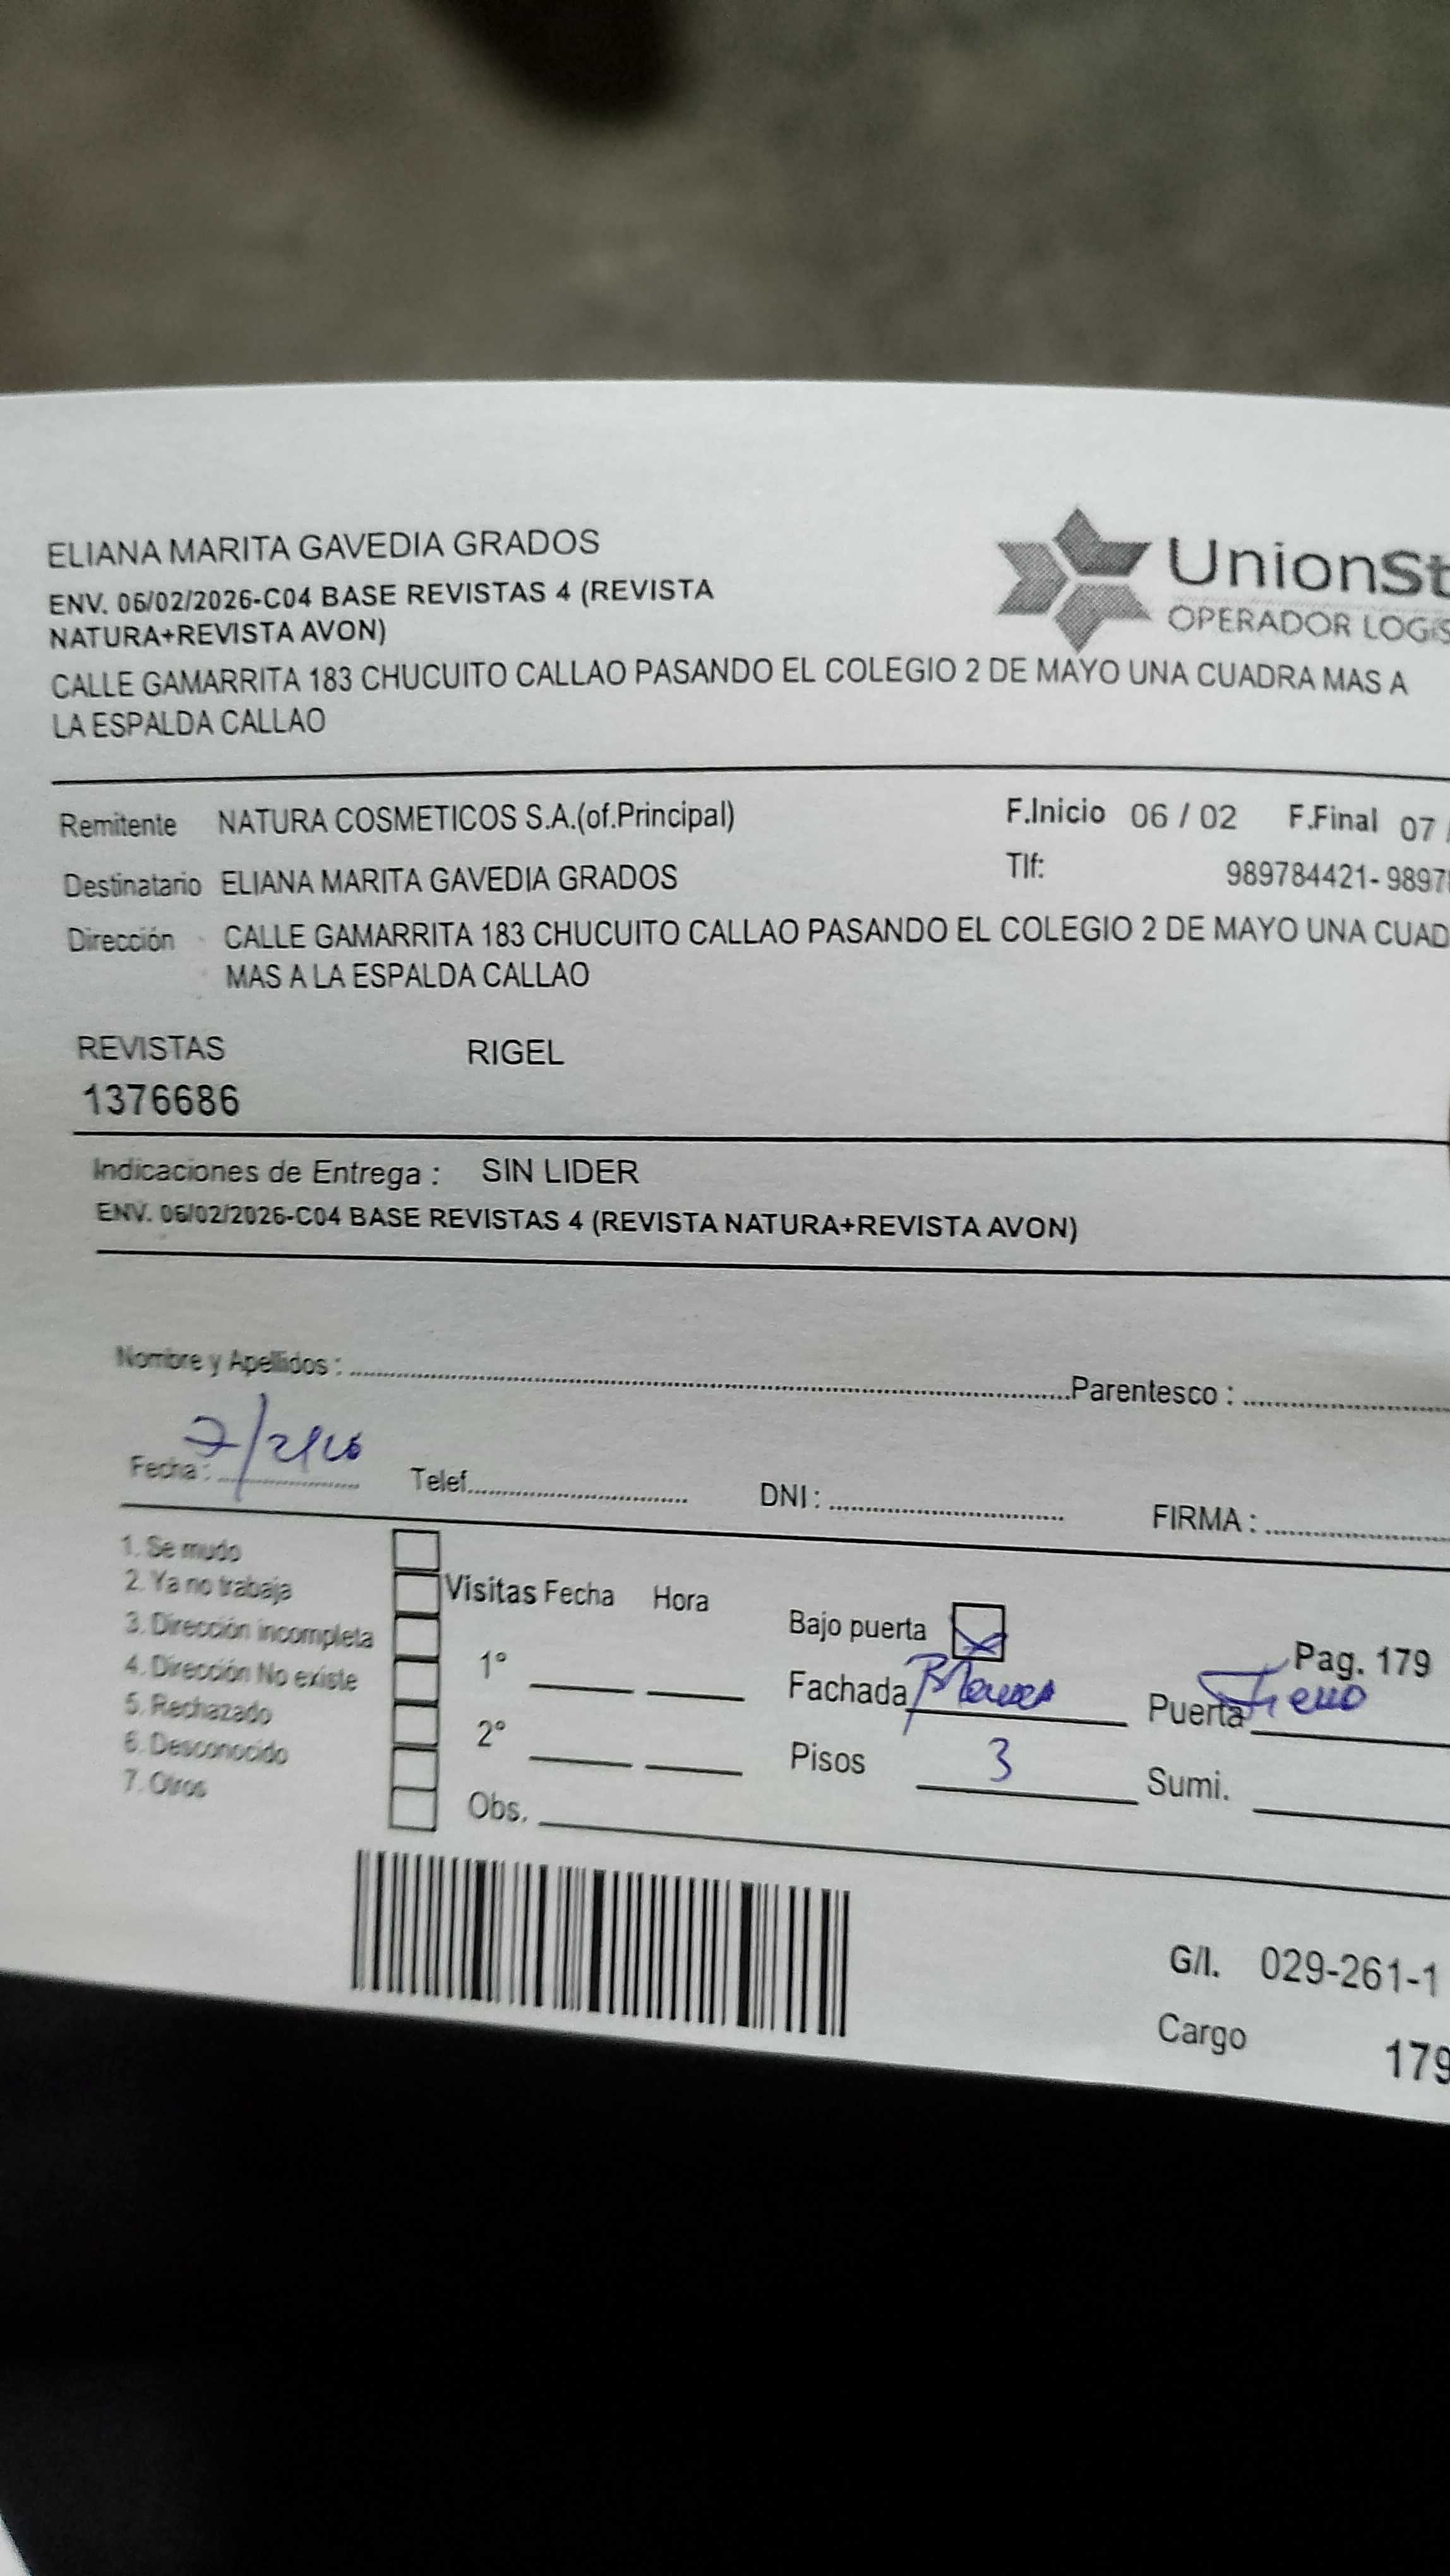 ELIANA MARITA GAVEDIA GRADOS
ENV. 06/02/2026-C04 BASE REVISTAS 4 (REVISTA
NATURA+REVISTA AVON)
CALLE GAMARRITA 183 CHUCUITO CALLAO PASANDO EL COLEGIO 2 DE MAYO UNA CUADRA MAS A
LA ESPALDA CALLAO
UnionSt
OPERADOR LOGIS
Remitente NATURA COSMETICOS S.A.(of.Principal)
F.Inicio 06 / 02 F.Final 07 /
Destinatario ELIANA MARITA GAVEDIA GRADOS
Tlf: 989784421- 9897
Dirección CALLE GAMARRITA 183 CHUCUITO CALLAO PASANDO EL COLEGIO 2 DE MAYO UNA CUAD
MAS A LA ESPALDA CALLAO
REVISTAS RIGEL
1376686
Indicaciones de Entrega : SIN LIDER
ENV. 06/02/2026-C04 BASE REVISTAS 4 (REVISTA NATURA+REVISTA AVON)
Nombre y Apellidos : Parentesco :
Fecha : 7/2/26 Telef. DNI : FIRMA :
1. Se mudo
2. Ya no trabaja
3. Dirección incompleta
4. Dirección No existe
5. Rechazado
6. Desconocido
7. Otros
Visitas Fecha Hora
1°
2°
Obs.
Bajo puerta
Pag. 179
Fachada Blanca Puerta Fierro
Pisos 3 Sumi.
G/I. 029-261-1
Cargo 179